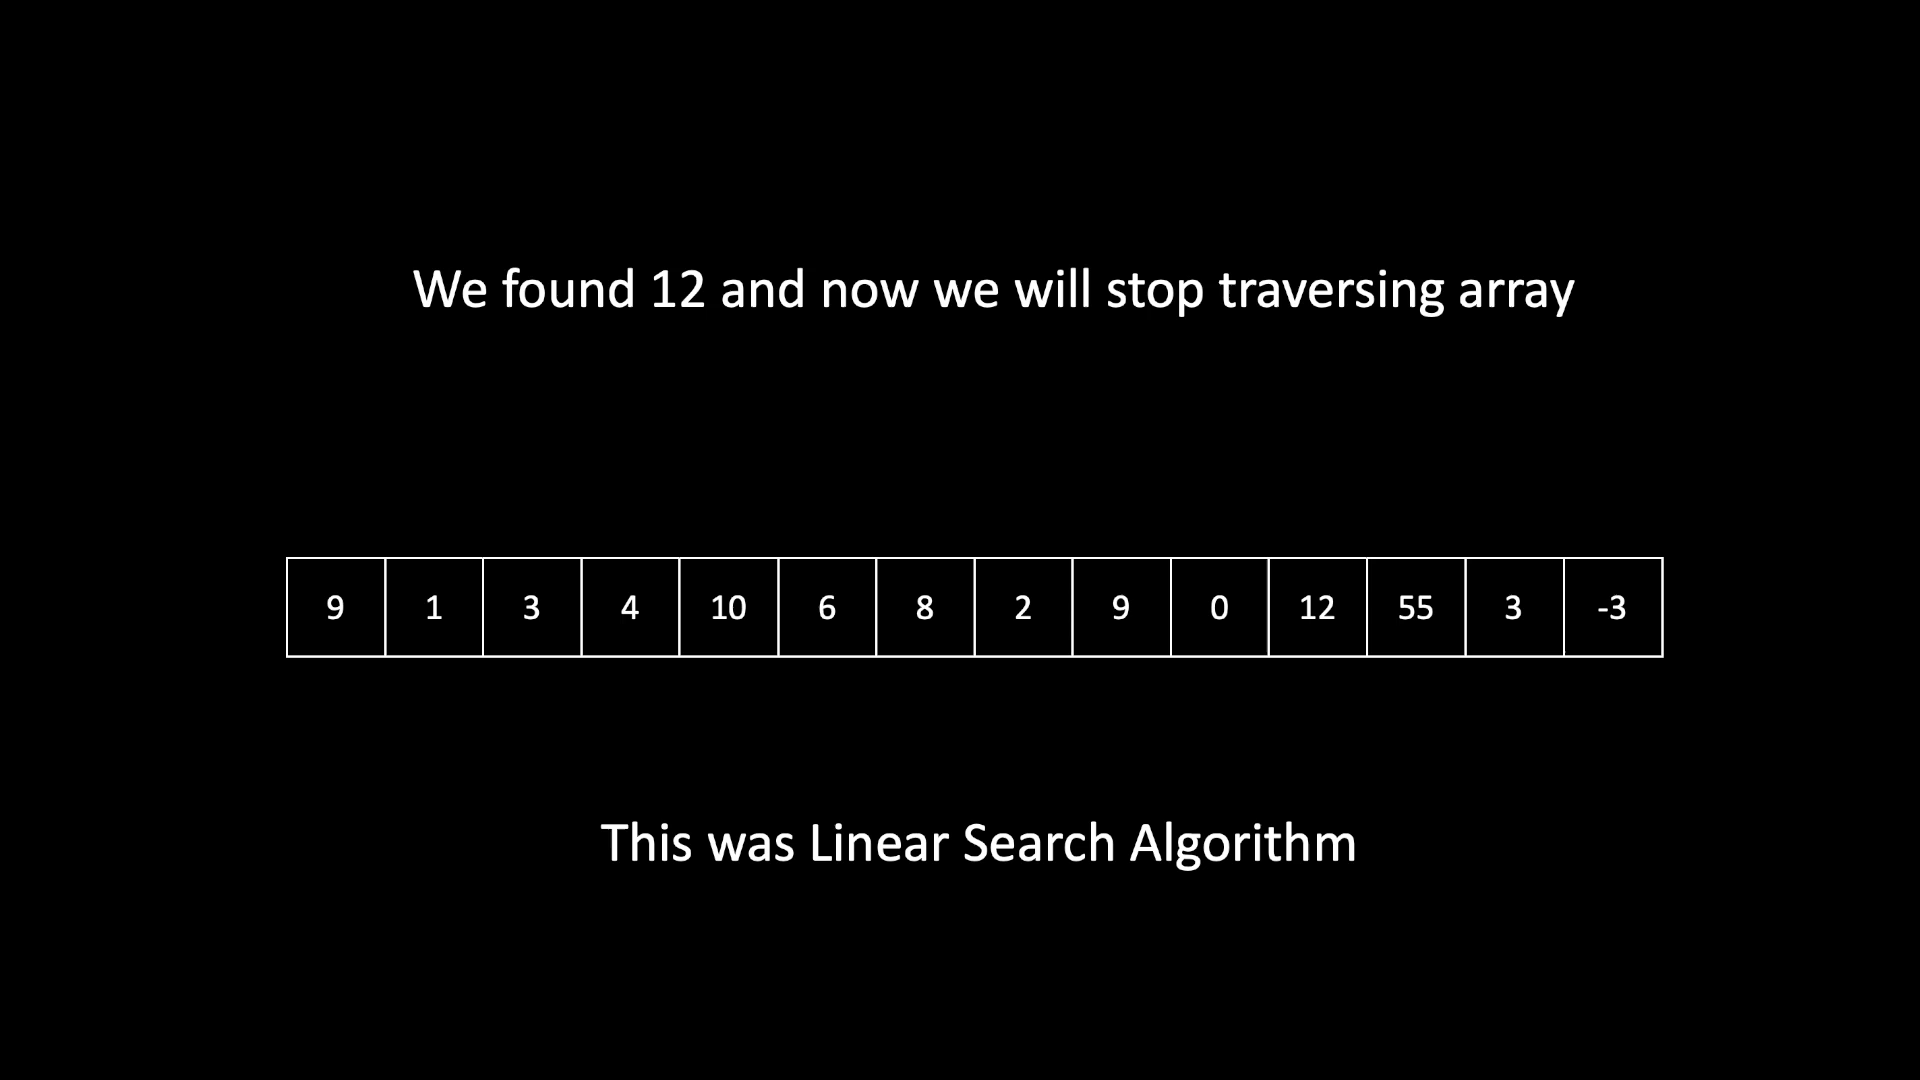 We found 12 and now we will stop traversing array
9 1 3 4 10 6 8 2 9 0 12 55 3 -3
This was Linear Search Algorithm